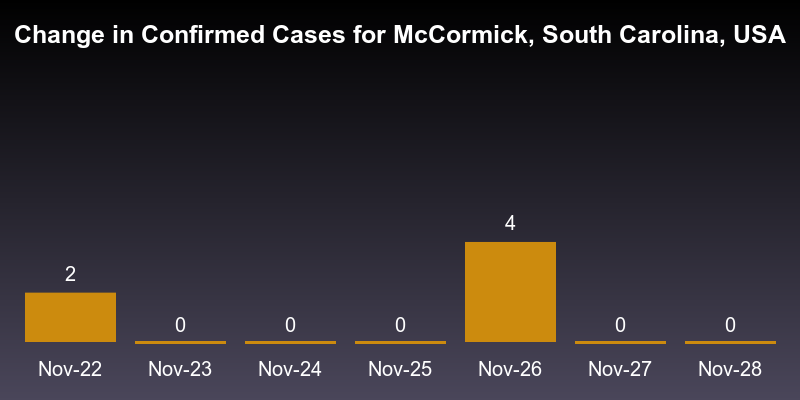 Change in Confirmed Cases for McCormick, South Carolina, USA
4
2
0 0 0 0 0
Nov-22 Nov-23 Nov-24 Nov-25 Nov-26 Nov-27 Nov-28